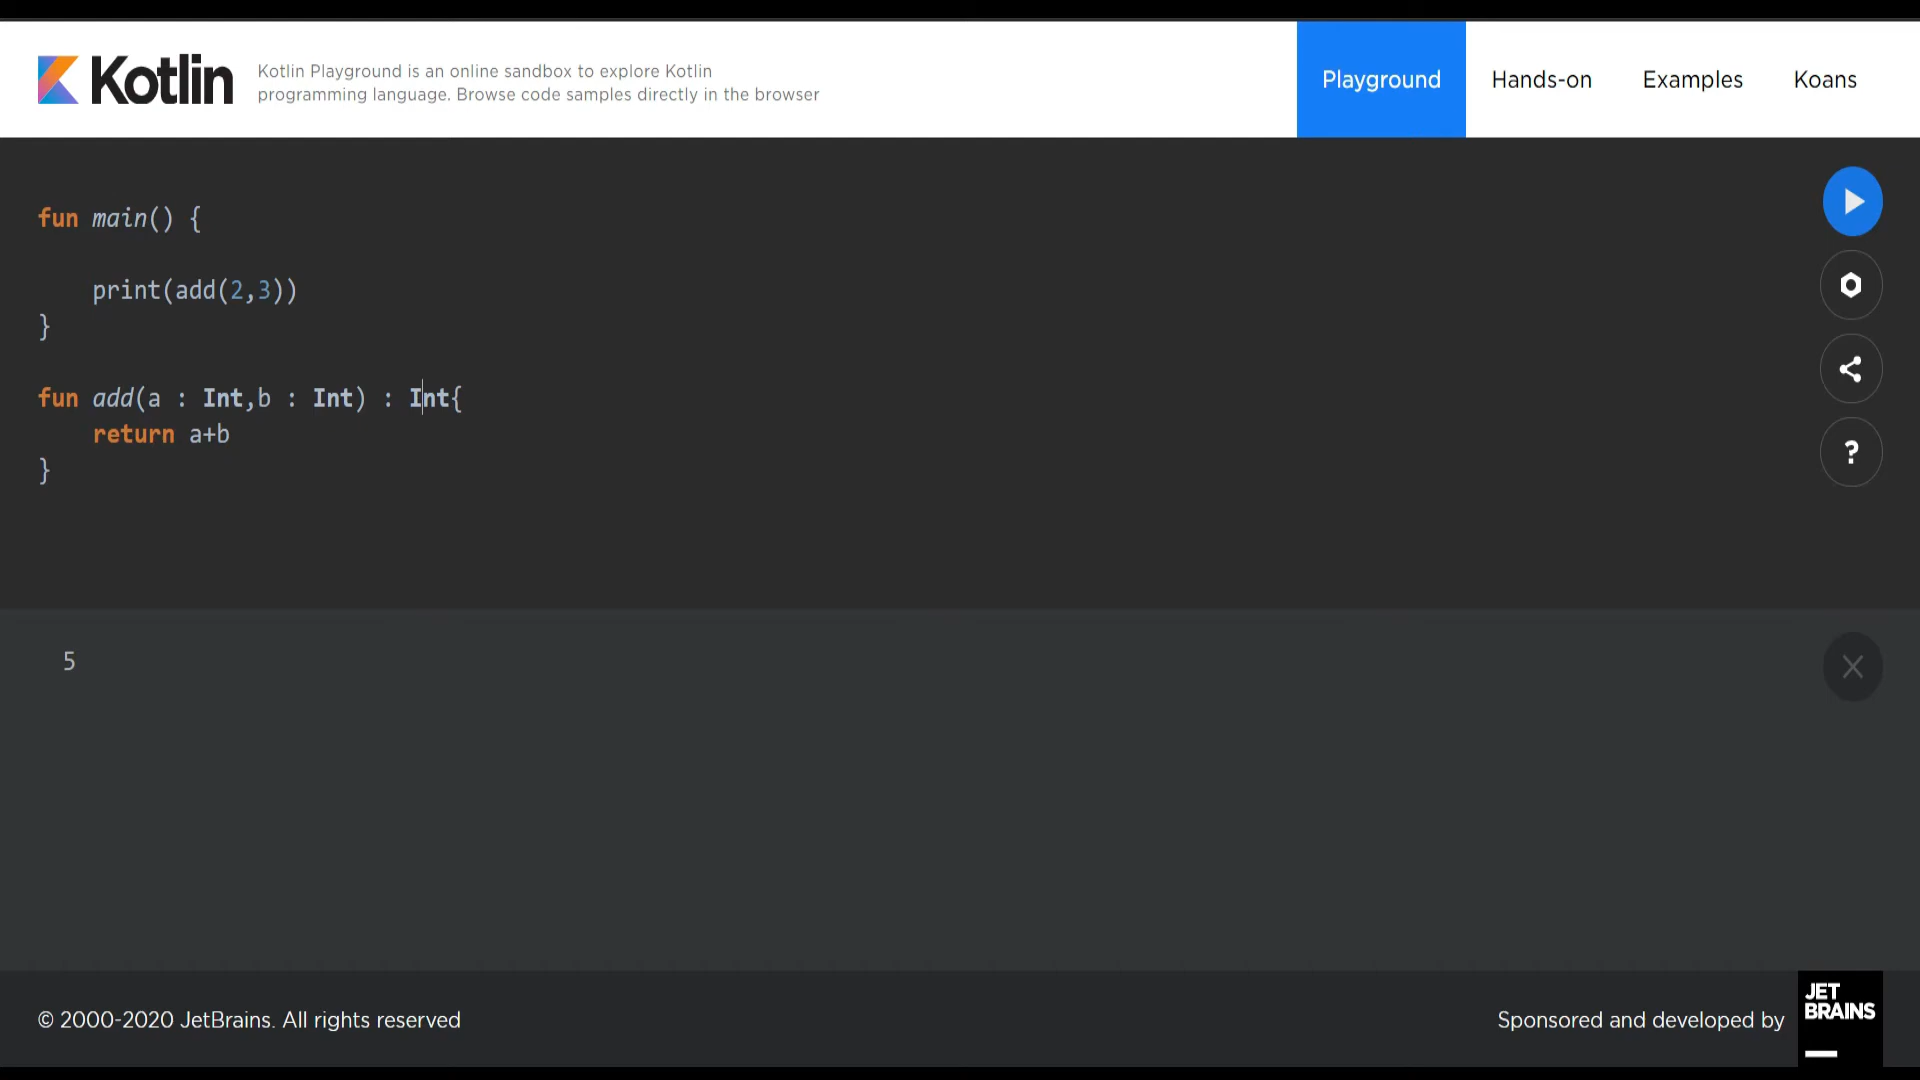 Kotlin
Kotlin Playground is an online sandbox to explore Kotlin
programming language. Browse code samples directly in the browser
Playground
Hands-on
Examples
Koans
fun main() {
    print(add(2,3))
}
fun add(a : Int,b : Int) : Int{
    return a+b
}
?
5
© 2000-2020 JetBrains. All rights reserved
Sponsored and developed by
JET
BRAINS